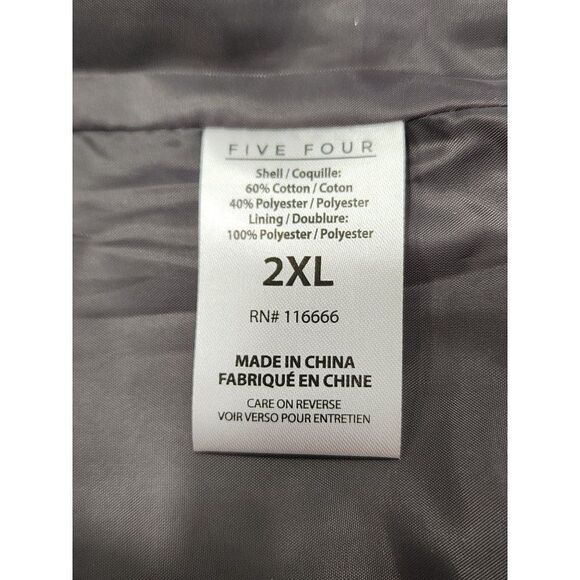 FIVE FOUR
Shell / Coquille:
60% Cotton / Coton
40% Polyester / Polyester
Lining / Doublure:
100% Polyester / Polyester
2XL
RN# 116666
MADE IN CHINA
FABRIQUÉ EN CHINE
CARE ON REVERSE
VOIR VERSO POUR ENTRETIEN